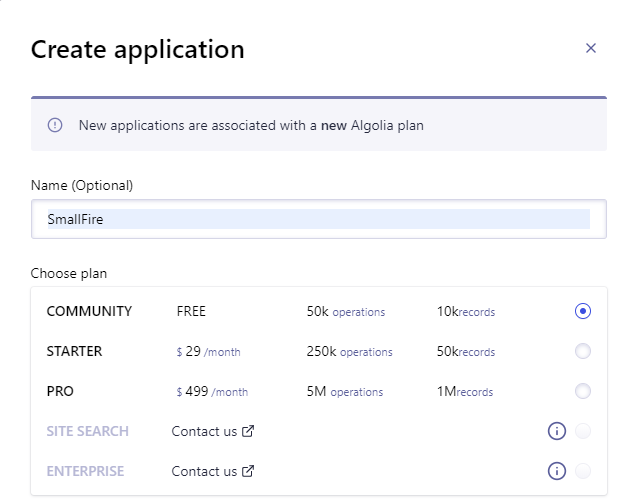 Create application
New applications are associated with a new Algolia plan
Name (Optional)
SmallFire
Choose plan
COMMUNITY FREE 50k operations 10krecords
STARTER $ 29 /month 250k operations 50krecords
PRO $ 499 /month 5M operations 1Mrecords
SITE SEARCH Contact us
ENTERPRISE Contact us